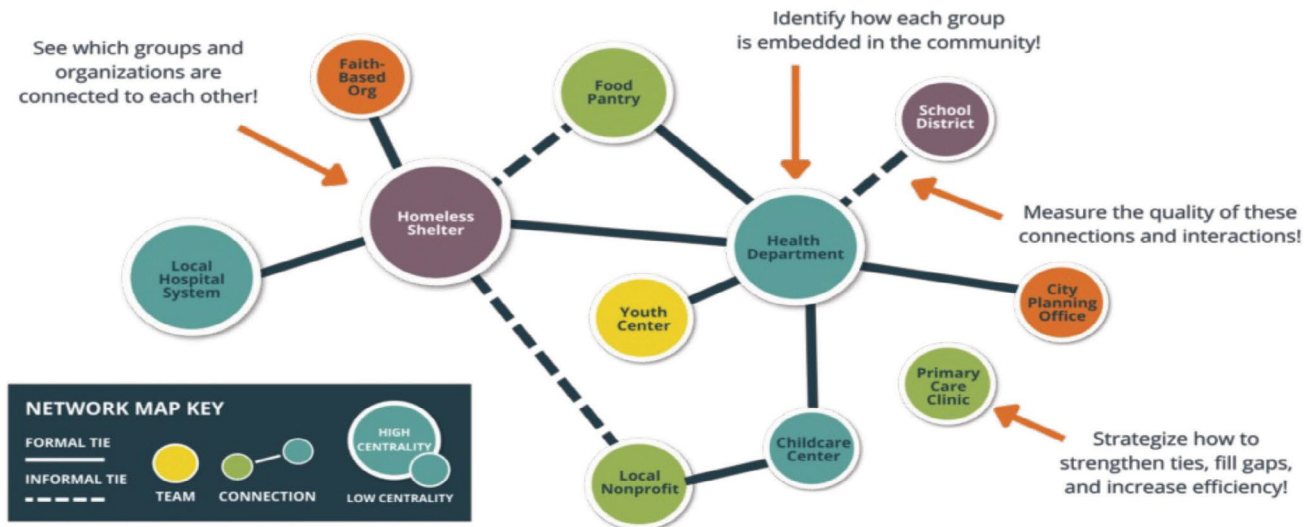 See which groups and
organizations are
connected to each other!
Identify how each group
is embedded in the community!
Faith-
Based
Org
Food
Pantry
School
District
Homeless
Shelter
Health
Department
Measure the quality of these
connections and interactions!
Local
Hospital
System
City
Planning
Office
Youth
Center
Primary
Care
Clinic
Childcare
Center
Local
Nonprofit
Strategize how to
strengthen ties, fill gaps,
and increase efficiency!
NETWORK MAP KEY
FORMAL TIE
INFORMAL TIE
TEAM
CONNECTION
HIGH
CENTRALITY
LOW CENTRALITY